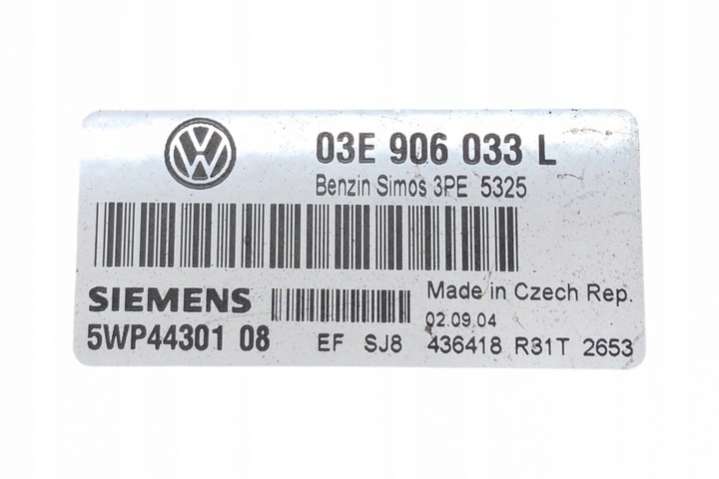 VW
03E 906 033 L
Benzin Simos 3PE 5325
SIEMENS
Made in Czech Rep.
02.09.04
5WP44301 08
EF SJ8 436418 R31T 2653